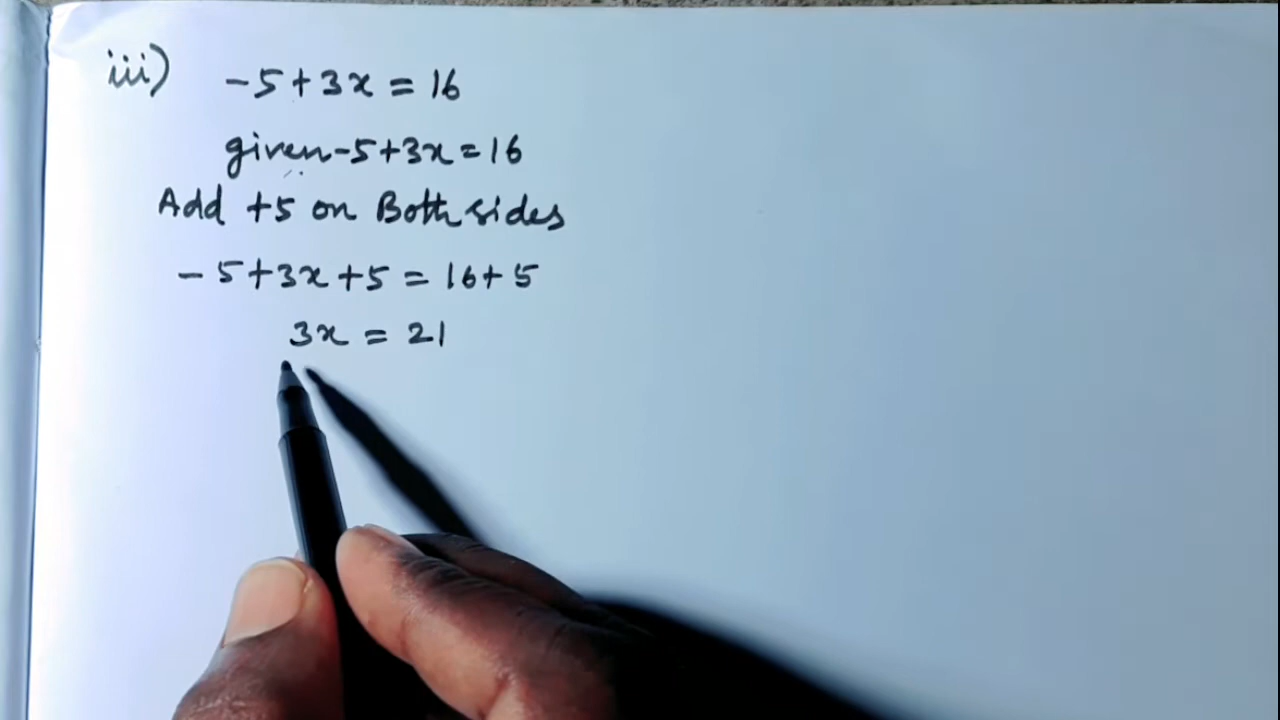 iii) -5+3x=16
given -5+3x=16
Add +5 on Both sides
-5+3x+5=16+5
3x=21